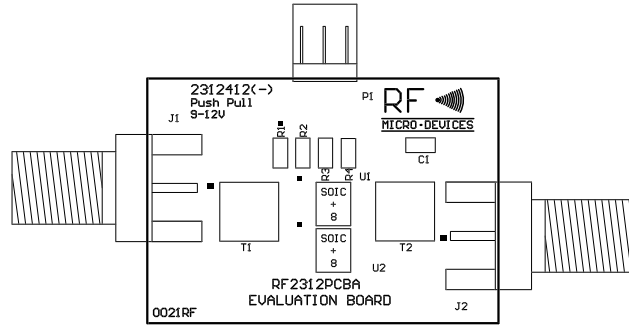 2312412(-)
Push Pull
9-12V
P1
RF
MICRO-DEVICES
J1
R1
R2
R3
R4
C1
U1
SOIC
+
8
SOIC
+
8
T1
T2
U2
RF2312PCBA
EVALUATION BOARD
0021RF
J2